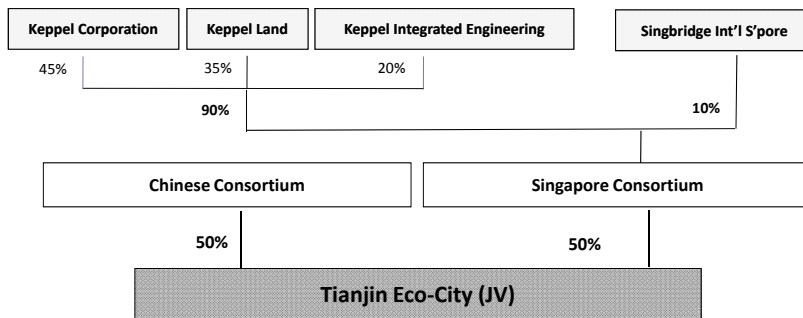 Keppel Corporation
Keppel Land
Keppel Integrated Engineering
Singbridge Int'l S'pore
45%
35%
20%
90%
10%
Chinese Consortium
Singapore Consortium
50%
50%
Tianjin Eco-City (JV)